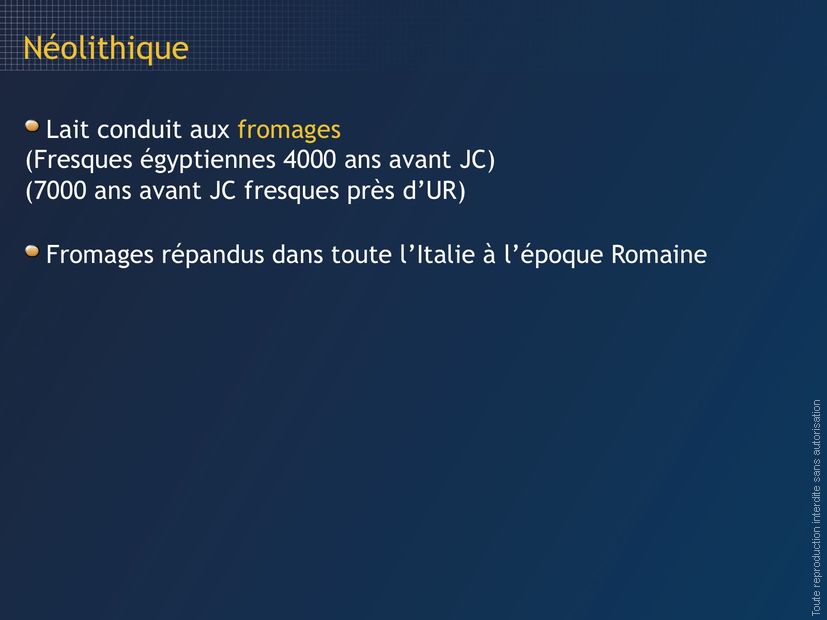 Néolithique
Lait conduit aux fromages
(Fresques égyptiennes 4000 ans avant JC)
(7000 ans avant JC fresques près d’UR)
Fromages répandus dans toute l’Italie à l’époque Romaine
Toute reproduction interdite sans autorisation